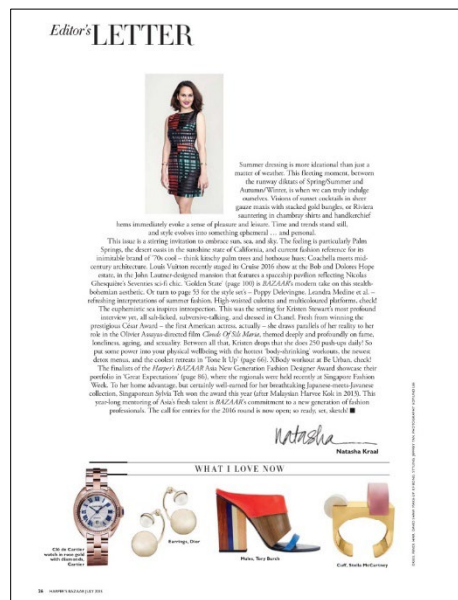 Editor's LETTER
Summer dressing is more ideational than just a
matter of weather. This fleeting moment, between
the runway diktats of Spring/Summer and
Autumn/Winter, is when we can truly indulge
ourselves. Visions of sunset cocktails in sheer
gauze maxis with stacked gold bangles, or Riviera
sauntering in chambray shirts and handkerchief
hems immediately evoke a sense of pleasure and leisure. Time and trends stand still,
and style evolves into something ephemeral … and personal.
This issue is a stirring invitation to embrace sun, sea, and sky. The feeling is particularly Palm
Springs, the desert oasis in the sunshine state of California, and current fashion reference for its
inimitable brand of '70s cool – think kitschy palm trees and hothouse hues; Coachella meets mid-
century architecture. Louis Vuitton recently staged its Cruise 2016 show at the Bob and Dolores Hope
estate, in the John Lautner-designed mansion that features a spaceship pavilion reflecting Nicolas
Ghesquière's Seventies sci-fi chic. 'Golden State' (page 100) is BAZAAR's modern take on this stealth-
bohemian aesthetic. Or turn to page 53 for the style set's – Poppy Delevingne, Leandra Medine et al. –
refreshing interpretations of summer fashion. High-waisted culottes and multicoloured platforms, check!
The euphemistic sea inspires introspection. This was the setting for Kristen Stewart's most profound
interview yet, all salt-licked, subversive-talking, and dressed in Chanel. Fresh from winning the
prestigious César Award – the first American actress, actually – she draws parallels of her reality to her
role in the Olivier Assayas-directed film Clouds Of Sils Maria, themed deeply and profoundly on fame,
loneliness, ageing, and sexuality. Between all that, Kristen drops that she does 250 push-ups daily! So
put some power into your physical wellbeing with the hottest 'body-shrinking' workouts, the newest
detox menus, and the coolest retreats in 'Tone It Up' (page 66). XBody workout at Be Urban, check!
The finalists of the Harper's BAZAAR Asia New Generation Fashion Designer Award showcase their
portfolio in 'Great Expectations' (page 86), where the regionals were held recently at Singapore Fashion
Week. To her home advantage, but certainly well-earned for her breathtaking Japanese-meets-Javanese
collection, Singaporean Sylvia Teh won the award this year (after Malaysian Harvee Kok in 2013). This
year-long mentoring of Asia's fresh talent is BAZAAR's commitment to a new generation of fashion
professionals. The call for entries for the 2016 round is now open; so ready, set, sketch! ■
Natasha
Natasha Kraal
WHAT I LOVE NOW
Clé de Cartier
watch in rose gold
with diamonds,
Cartier
Earrings, Dior
Mules, Tory Burch
Cuff, Stella McCartney
26 HARPER'S BAZAAR JULY 2015